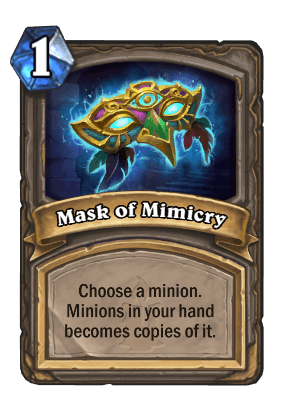 1
Mask of Mimicry
Choose a minion.
Minions in your hand
becomes copies of it.